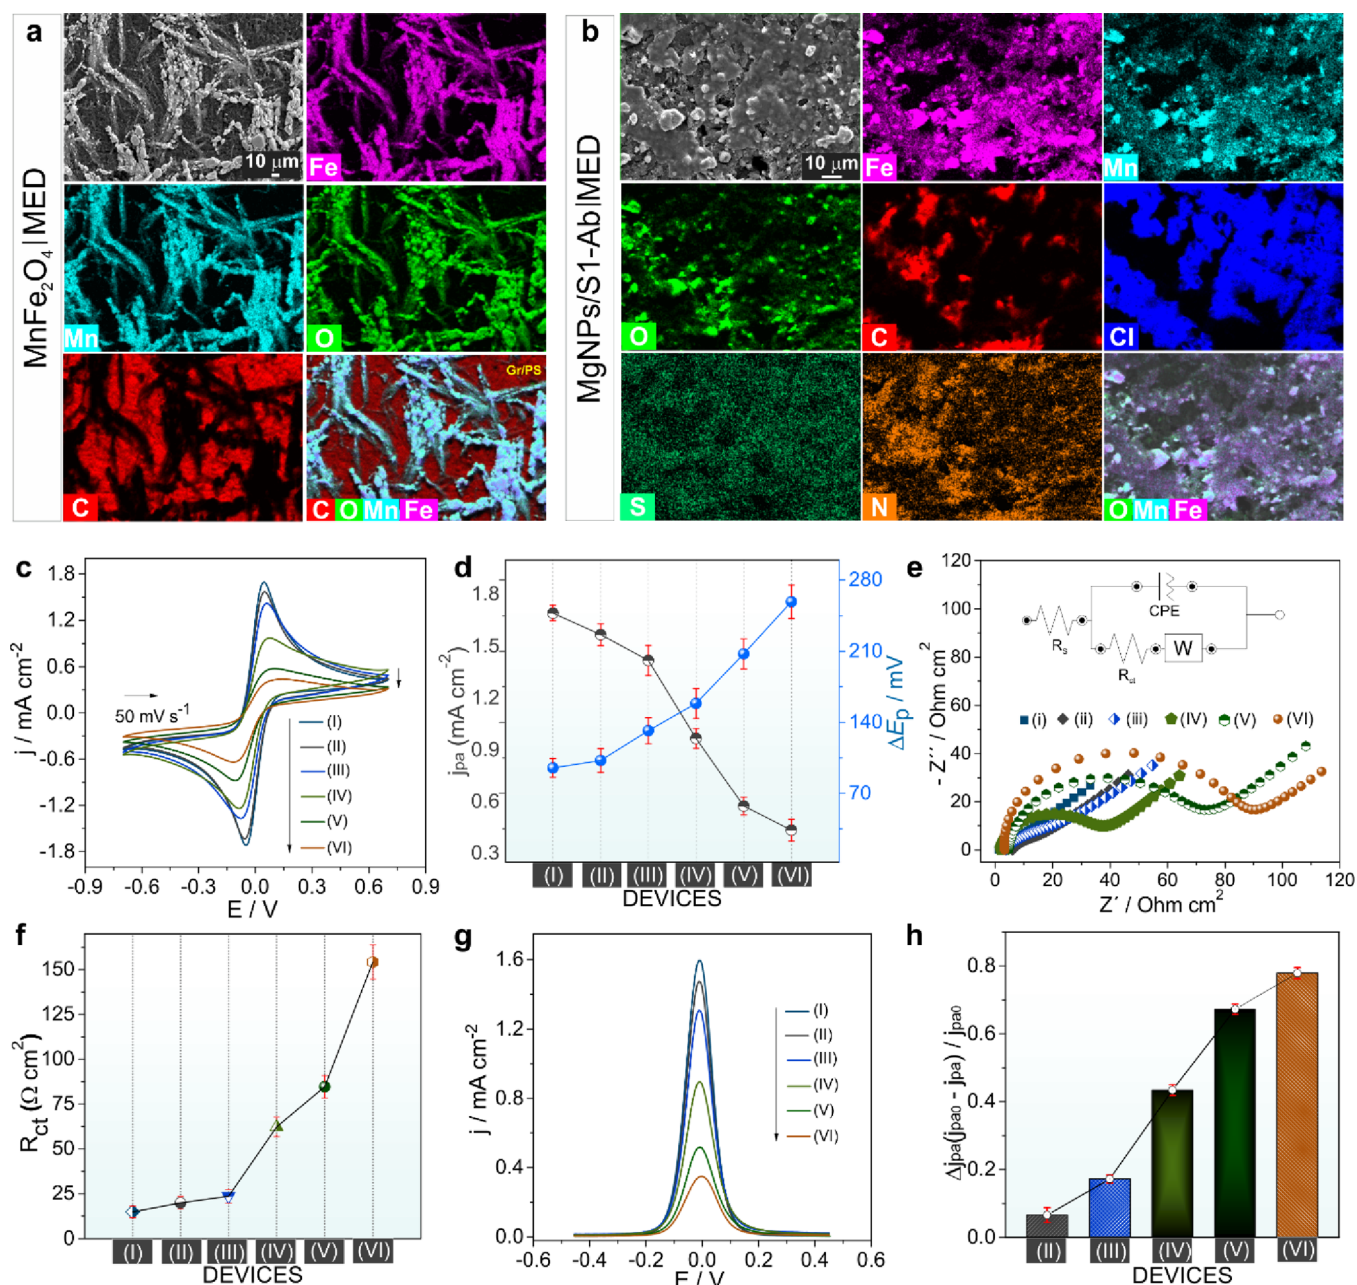 a
MnFe2O4|MED
10 µm
Fe
Mn
O
C
Gr/PS
C O Mn Fe
b
MgNPs/S1-Ab|MED
10 µm
Fe
Mn
O
C
Cl
S
N
O Mn Fe
c
j / mA cm-2
1.8
1.2
0.6
0.0
-0.6
-1.2
-1.8
50 mV s-1
(I)
(II)
(III)
(IV)
(V)
(VI)
-0.9 -0.3 0.3 0.9
E / V
d
jpa (mA cm-2)
1.8
1.5
1.2
0.9
0.6
0.3
280
210
140
70
ΔEp / mV
(I) (II) (III) (IV) (V) (VI)
DEVICES
e
- Z´´ / Ohm cm2
120
100
80
60
40
20
0
CPE
Rs
Rct
W
(i) (ii) (iii) (IV) (V) (VI)
0 20 40 60 80 100 120
Z´ / Ohm cm2
f
Rct (Ω cm2)
150
125
100
75
50
25
0
(I) (II) (III) (IV) (V) (VI)
DEVICES
g
j / mA cm-2
1.6
1.2
0.8
0.4
0.0
(I)
(II)
(III)
(IV)
(V)
(VI)
-0.6 -0.4 -0.2 0.0 0.2 0.4 0.6
E / V
h
Δjpa(jpa0 - jpa) / jpa0
0.8
0.6
0.4
0.2
0.0
(II) (III) (IV) (V) (VI)
DEVICES